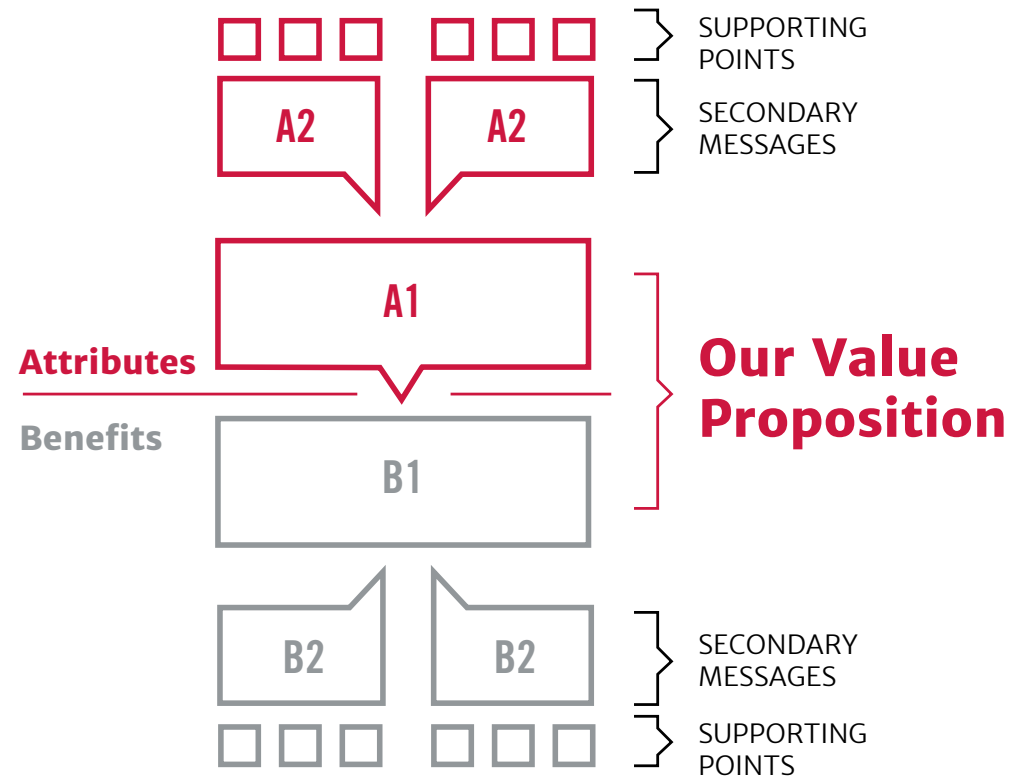 SUPPORTING
POINTS
A2
A2
SECONDARY
MESSAGES
A1
Attributes
Our Value
Proposition
Benefits
B1
B2
B2
SECONDARY
MESSAGES
SUPPORTING
POINTS